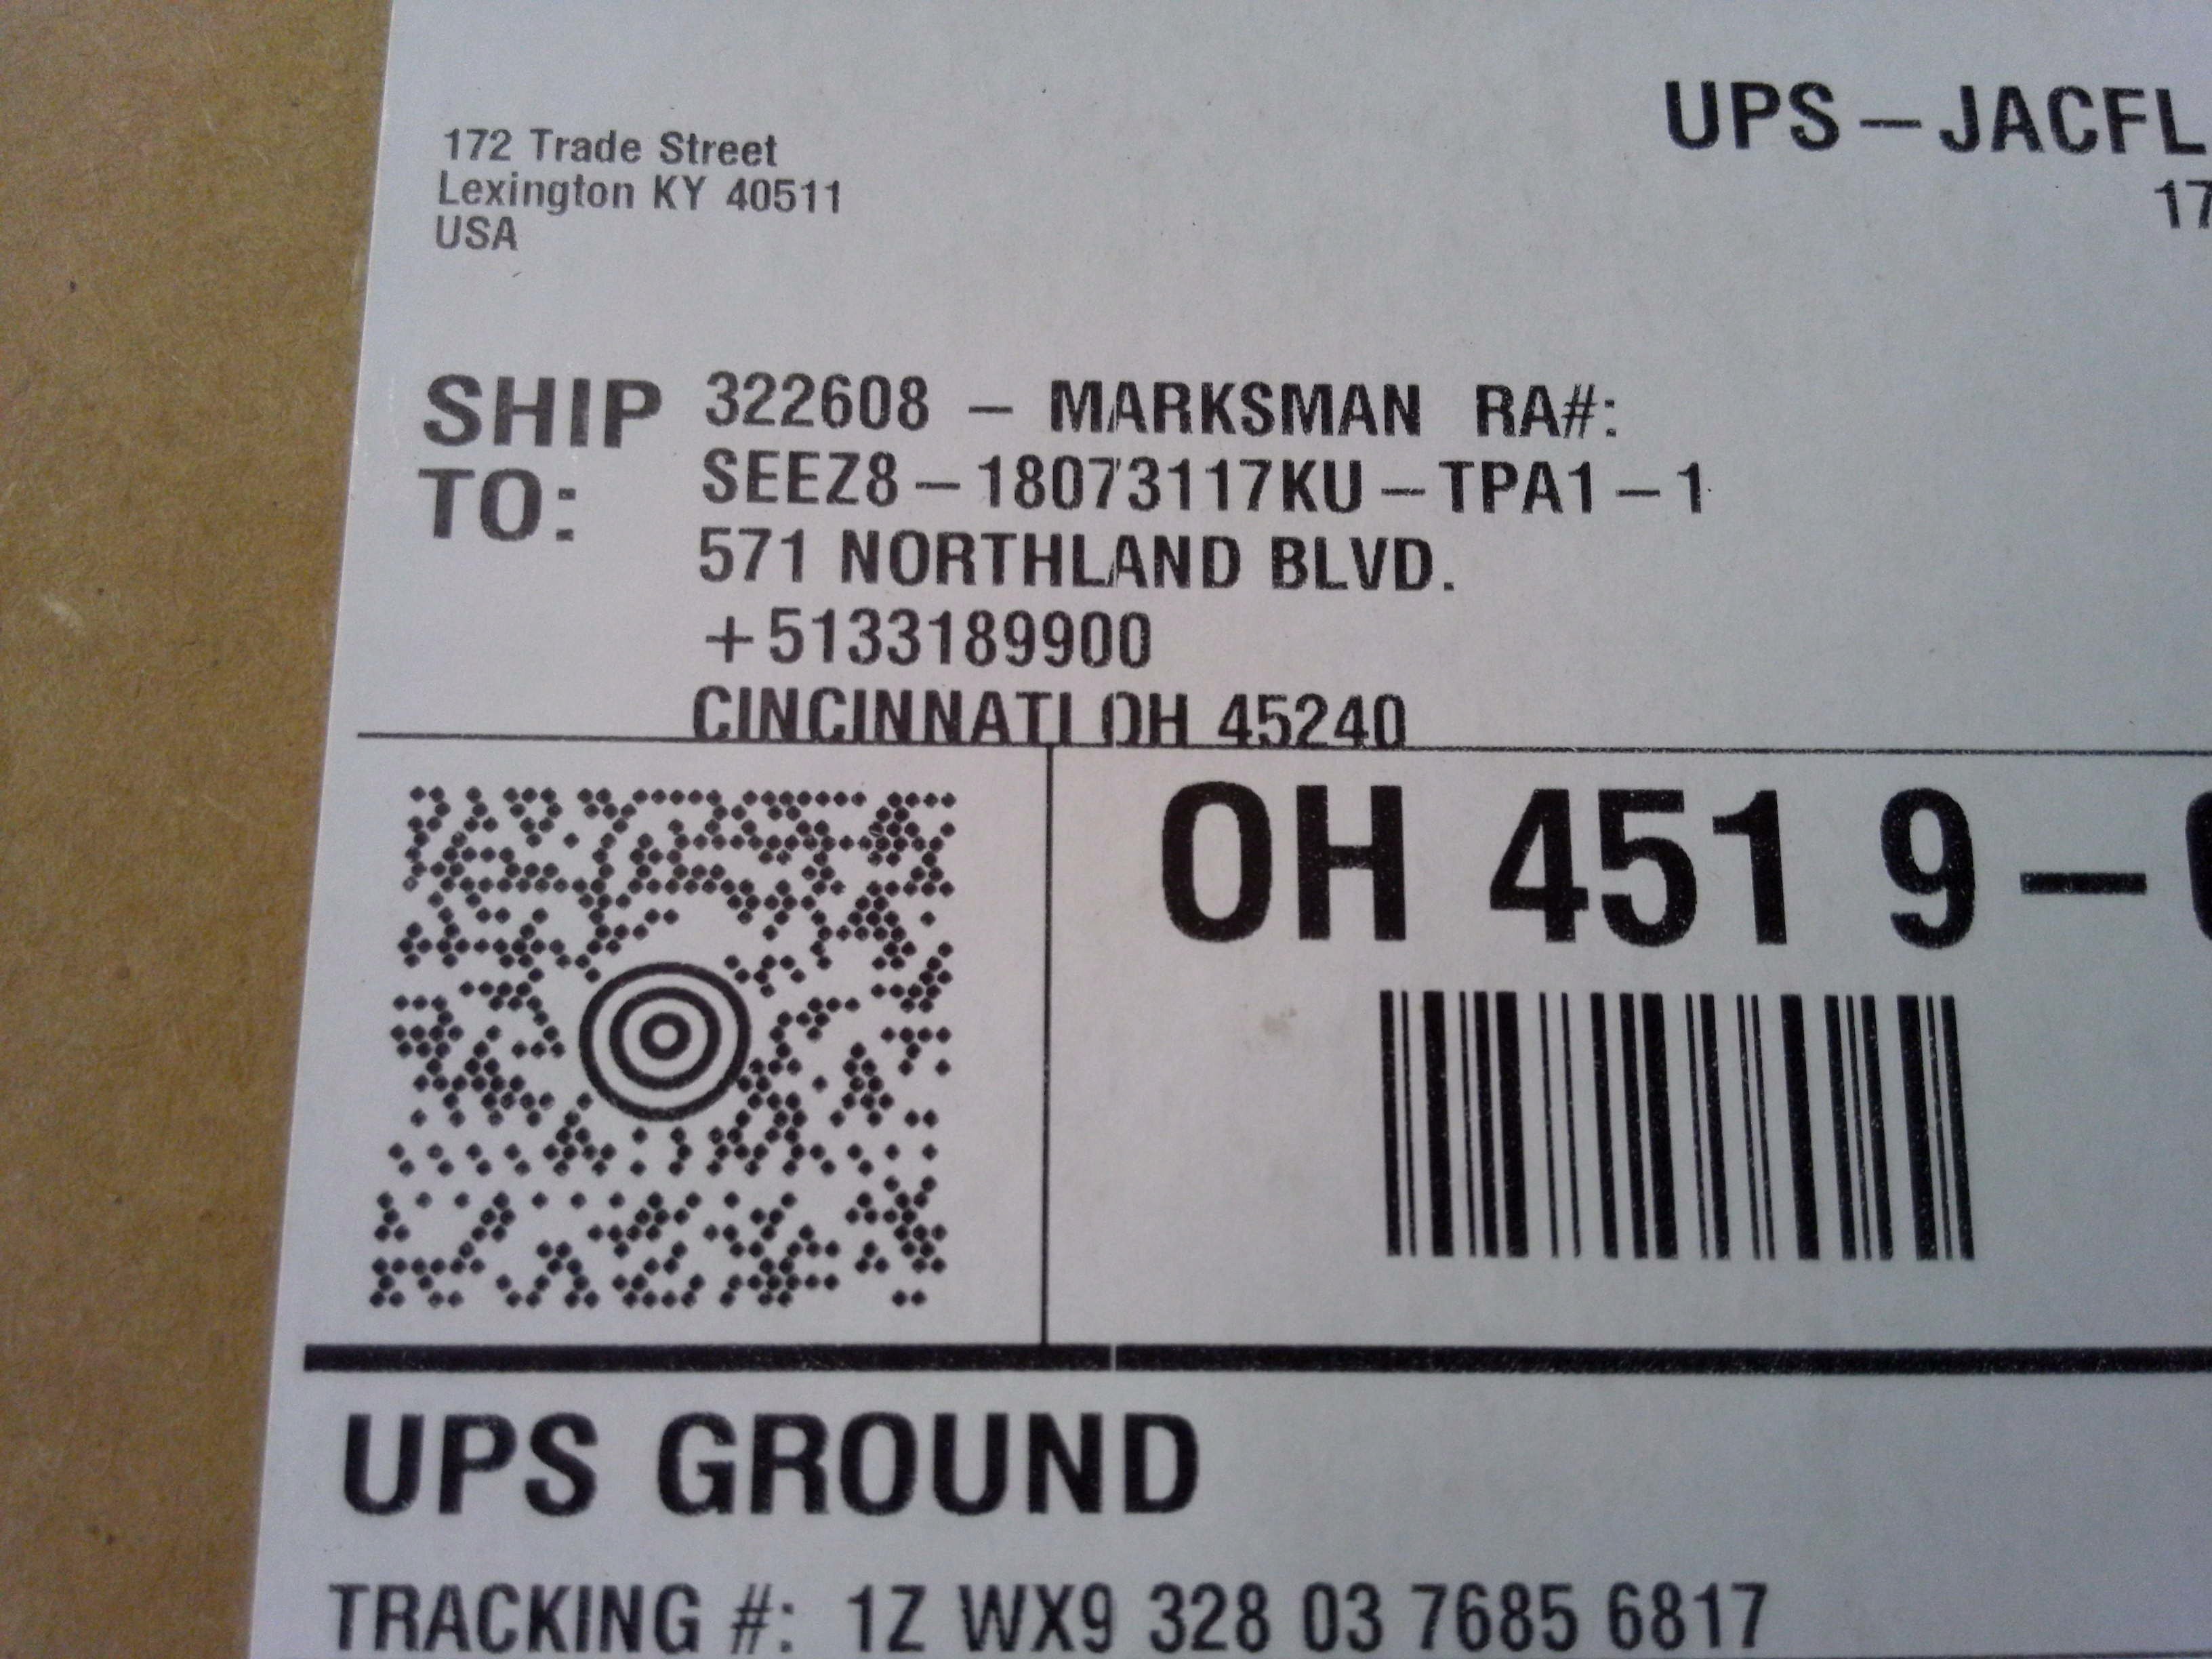 172 Trade Street
Lexington KY 40511
USA
UPS-JACFL
17
SHIP TO:
322608 - MARKSMAN RA#:
SEEZ8-18073117KU-TPA1-1
571 NORTHLAND BLVD.
+5133189900
CINCINNATI OH 45240
OH 451 9-
UPS GROUND
TRACKING #: 1Z WX9 328 03 7685 6817